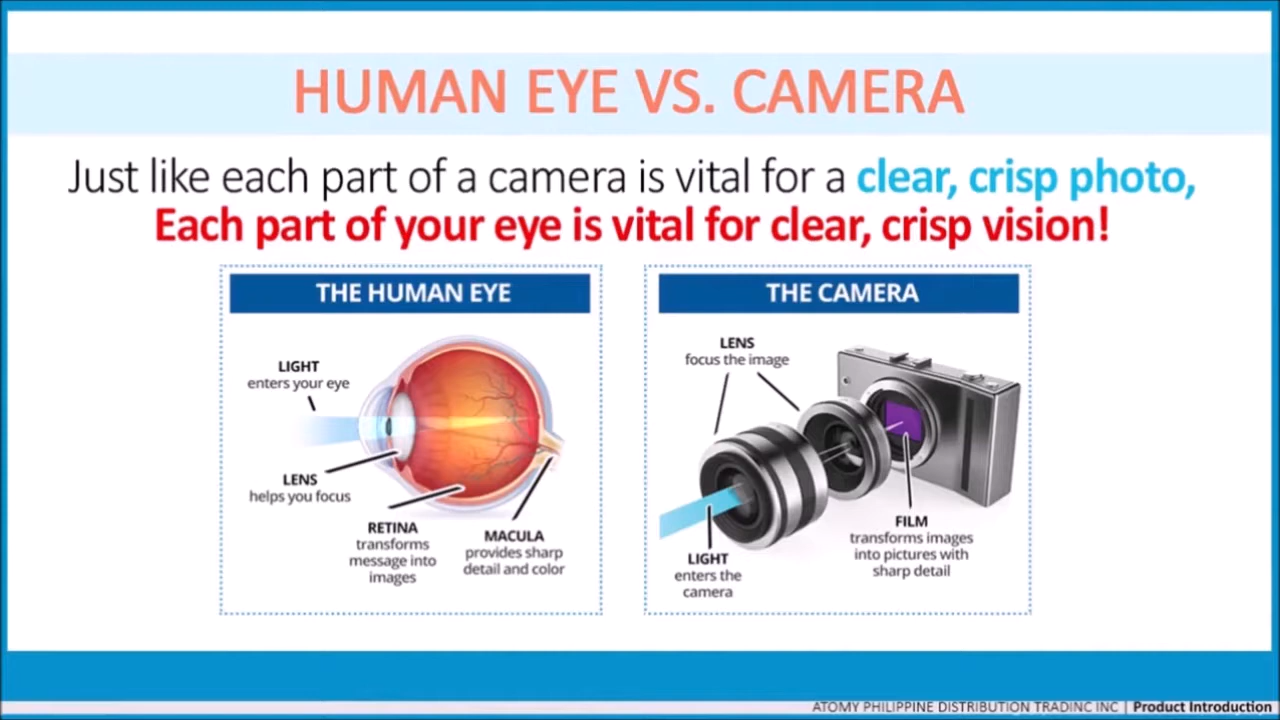 HUMAN EYE VS. CAMERA
Just like each part of a camera is vital for a clear, crisp photo,
Each part of your eye is vital for clear, crisp vision!
THE HUMAN EYE
LIGHT
enters your eye
LENS
helps you focus
RETINA
transforms
message into
images
MACULA
provides sharp
detail and color
THE CAMERA
LENS
focus the image
LIGHT
enters the
camera
FILM
transforms images
into pictures with
sharp detail
ATOMY PHILIPPINE DISTRIBUTION TRADINC INC | Product Introduction